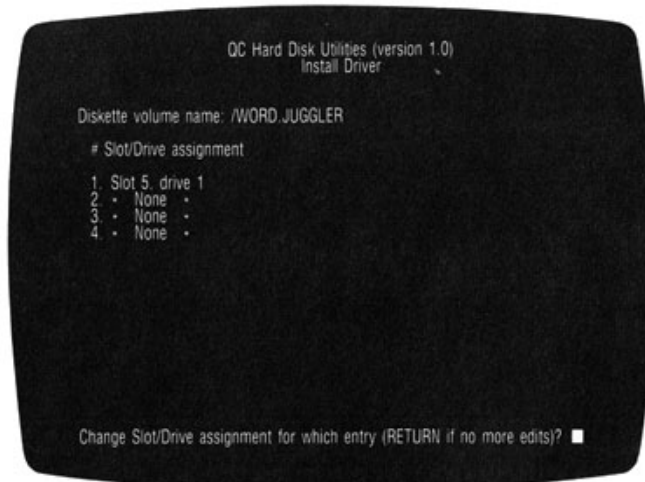 QC Hard Disk Utilities (version 1.0)
Install Driver
Diskette volume name: /WORD.JUGGLER
# Slot/Drive assignment
1. Slot 5. drive 1
2. - None -
3. - None -
4. - None -
Change Slot/Drive assignment for which entry (RETURN if no more edits)?